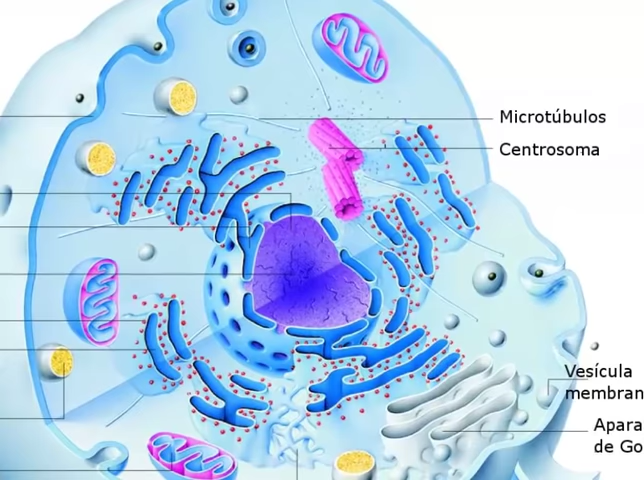 Microtúbulos
Centrosoma
Vesícula
membran
Apara
de Go